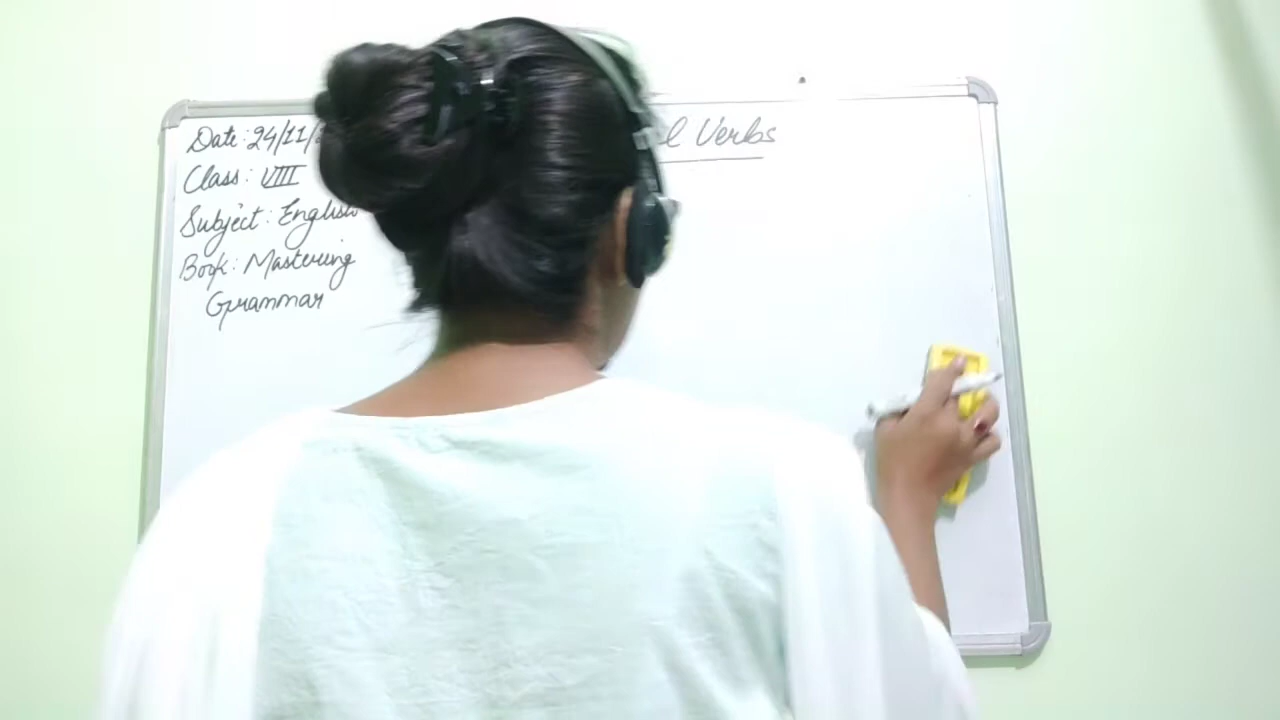 Date: 24/11/
Class: VIII
Subject: English
Book: Mastering
Grammar
l Verbs